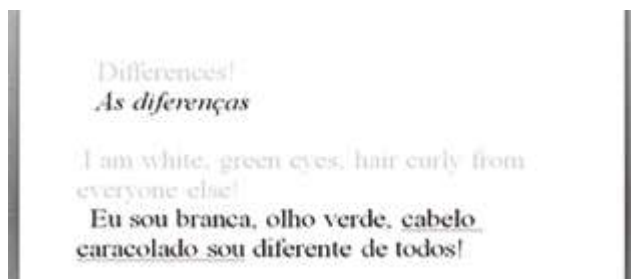 Differences!
As diferenças
I am white, green eyes, hair curly from
everyone else!
Eu sou branca, olho verde, cabelo
caracolado sou diferente de todos!